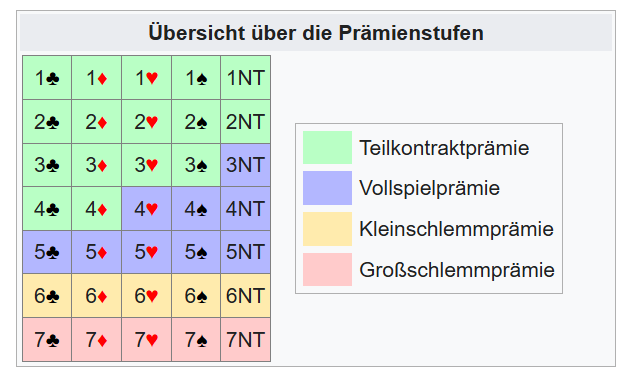 Übersicht über die Prämienstufen
1♣ 1♦ 1♥ 1♠ 1NT
2♣ 2♦ 2♥ 2♠ 2NT
3♣ 3♦ 3♥ 3♠ 3NT
4♣ 4♦ 4♥ 4♠ 4NT
5♣ 5♦ 5♥ 5♠ 5NT
6♣ 6♦ 6♥ 6♠ 6NT
7♣ 7♦ 7♥ 7♠ 7NT
Teilkontraktprämie
Vollspielprämie
Kleinschlemmprämie
Großschlemmprämie